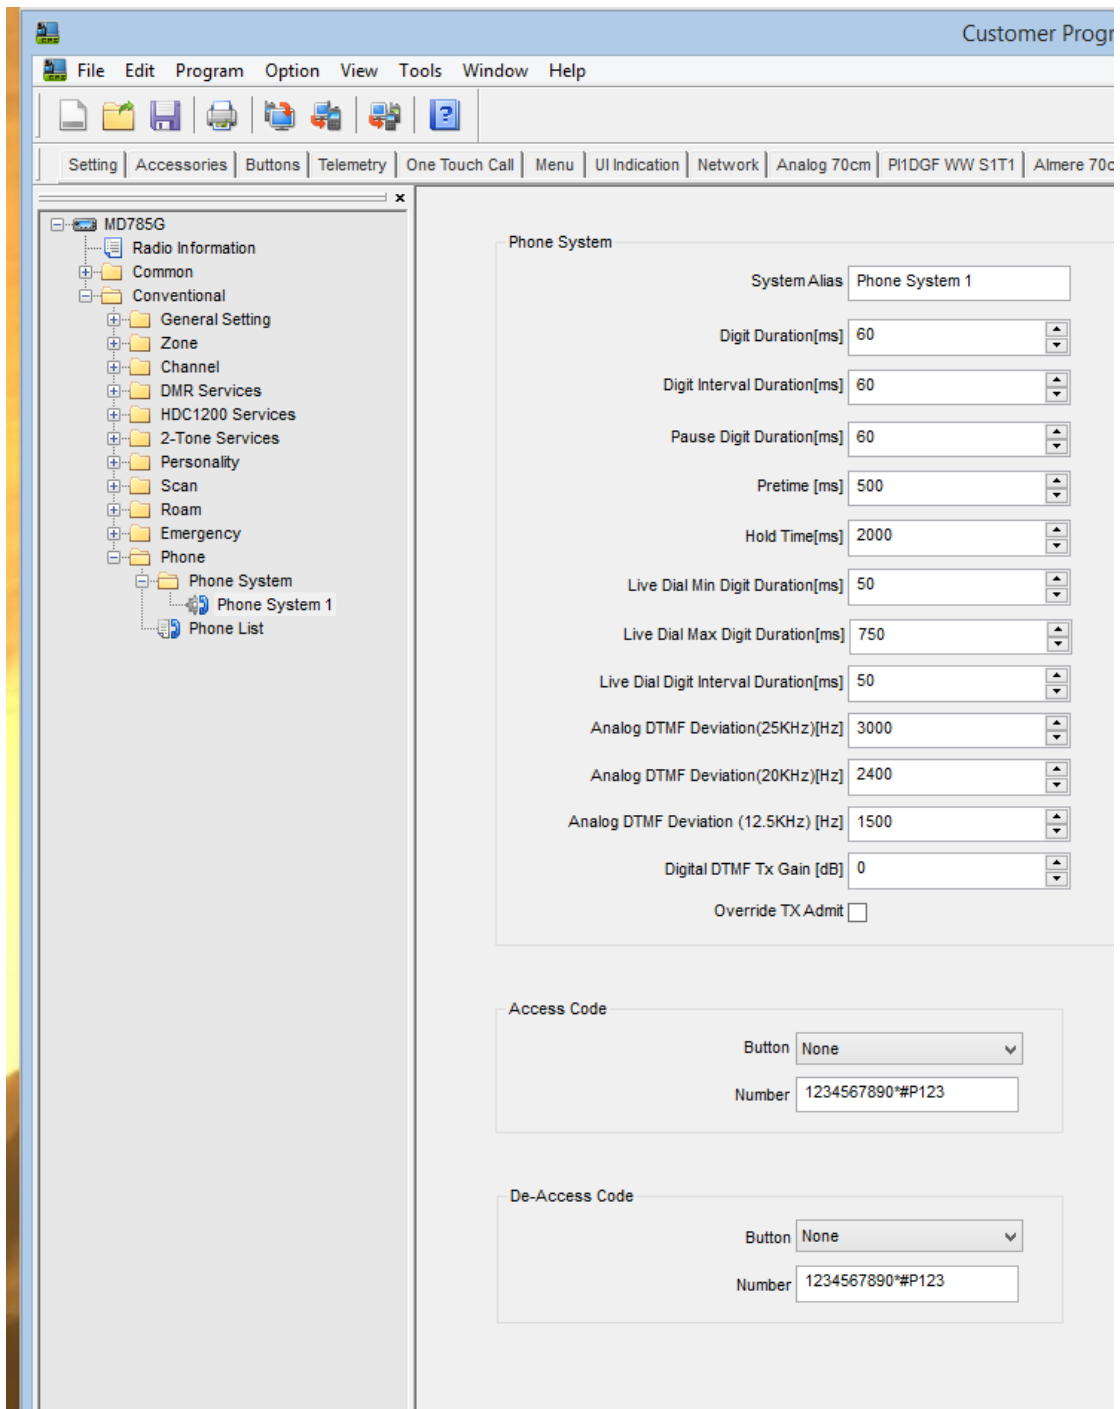 Customer Progr
File Edit Program Option View Tools Window Help
Setting Accessories Buttons Telemetry One Touch Call Menu UI Indication Network Analog 70cm PI1DGF WW S1T1 Almere 70c
MD785G
Radio Information
Common
Conventional
General Setting
Zone
Channel
DMR Services
HDC1200 Services
2-Tone Services
Personality
Scan
Roam
Emergency
Phone
Phone System
Phone System 1
Phone List
Phone System
System Alias Phone System 1
Digit Duration[ms] 60
Digit Interval Duration[ms] 60
Pause Digit Duration[ms] 60
Pretime [ms] 500
Hold Time[ms] 2000
Live Dial Min Digit Duration[ms] 50
Live Dial Max Digit Duration[ms] 750
Live Dial Digit Interval Duration[ms] 50
Analog DTMF Deviation(25KHz)[Hz] 3000
Analog DTMF Deviation(20KHz)[Hz] 2400
Analog DTMF Deviation (12.5KHz) [Hz] 1500
Digital DTMF Tx Gain [dB] 0
Override TX Admit
Access Code
Button None
Number 1234567890*#P123
De-Access Code
Button None
Number 1234567890*#P123